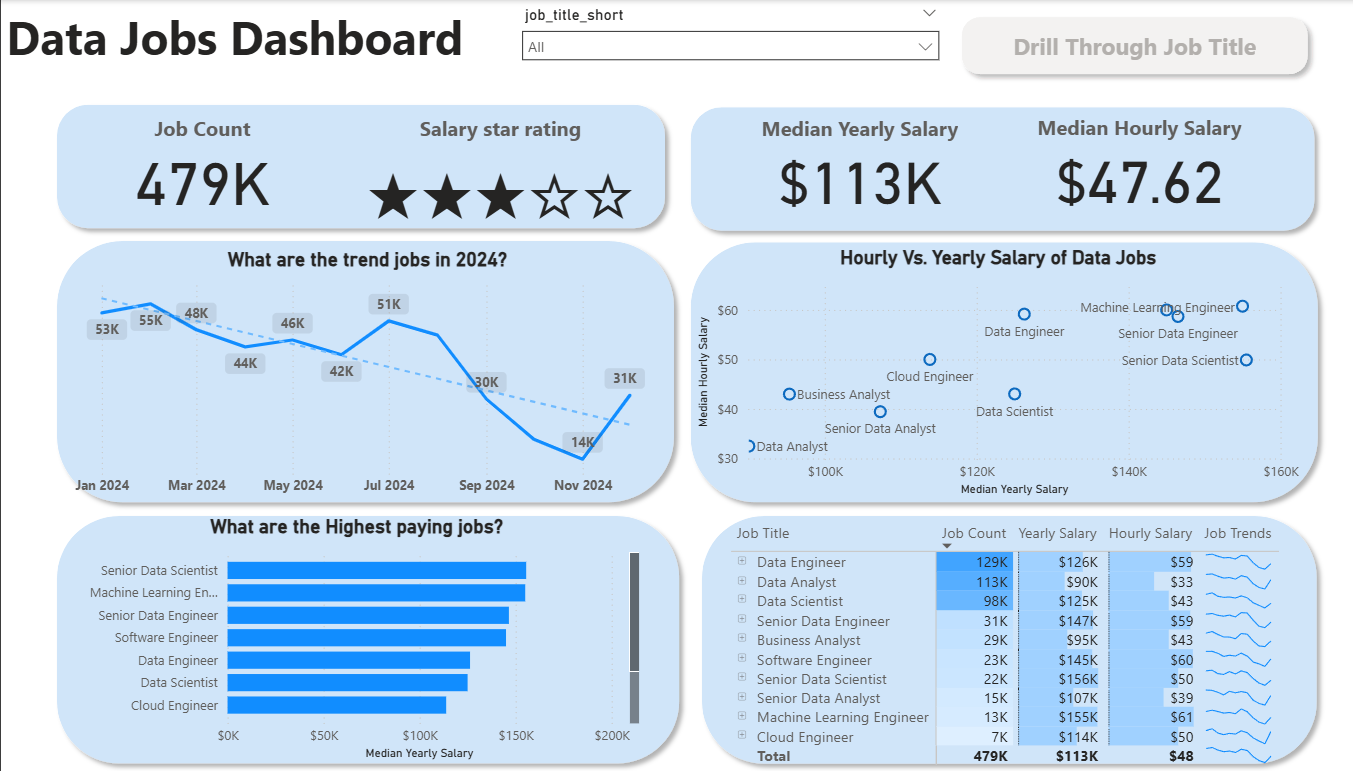 Data Jobs Dashboard
job_title_short
All
Drill Through Job Title
Job Count
Salary star rating
479K
Median Yearly Salary
Median Hourly Salary
$113K
$47.62
What are the trend jobs in 2024?
53K
55K
48K
44K
46K
42K
51K
30K
14K
31K
Jan 2024
Mar 2024
May 2024
Jul 2024
Sep 2024
Nov 2024
Hourly Vs. Yearly Salary of Data Jobs
Median Hourly Salary
$60
$50
$40
$30
Machine Learning Engineer
Data Engineer
Senior Data Engineer
Senior Data Scientist
Cloud Engineer
Business Analyst
Data Scientist
Senior Data Analyst
Data Analyst
$100K
$120K
$140K
$160K
Median Yearly Salary
What are the Highest paying jobs?
Senior Data Scientist
Machine Learning En...
Senior Data Engineer
Software Engineer
Data Engineer
Data Scientist
Cloud Engineer
$0K
$50K
$100K
$150K
$200K
Median Yearly Salary
Job Title Job Count Yearly Salary Hourly Salary Job Trends
Data Engineer 129K $126K $59
Data Analyst 113K $90K $33
Data Scientist 98K $125K $43
Senior Data Engineer 31K $147K $59
Business Analyst 29K $95K $43
Software Engineer 23K $145K $60
Senior Data Scientist 22K $156K $50
Senior Data Analyst 15K $107K $39
Machine Learning Engineer 13K $155K $61
Cloud Engineer 7K $114K $50
Total 479K $113K $48